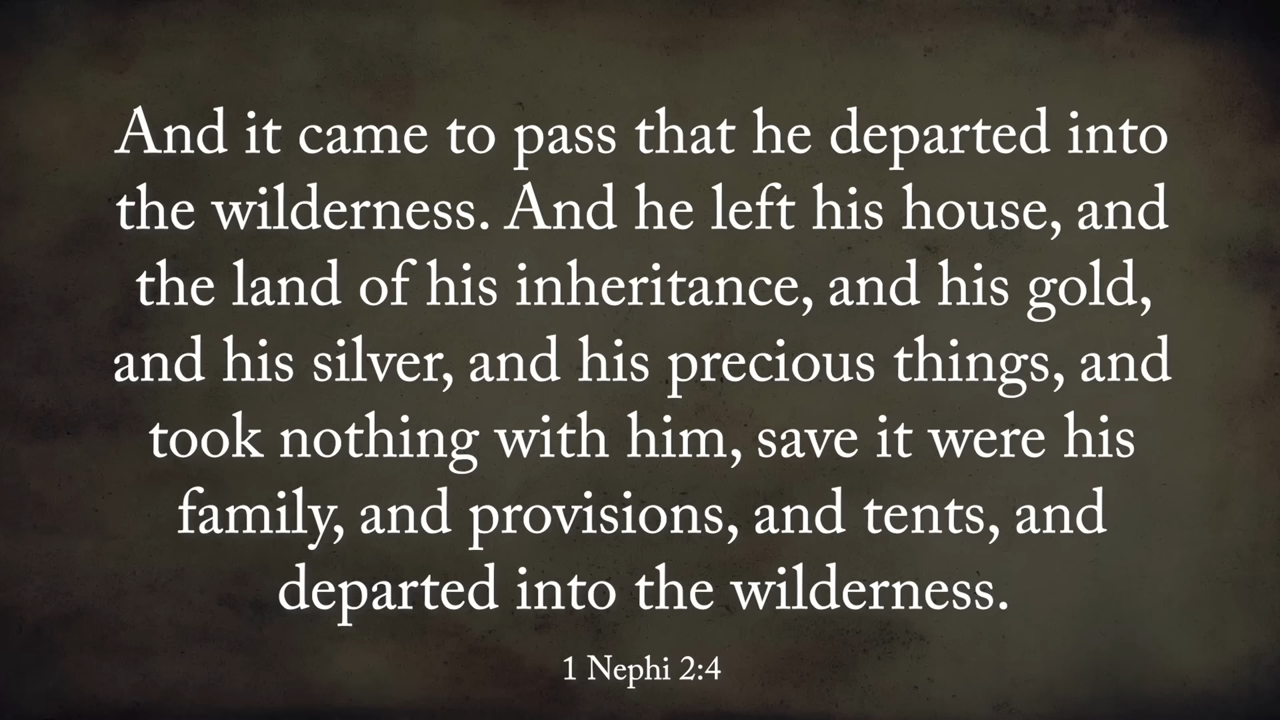 And it came to pass that he departed into
the wilderness. And he left his house, and
the land of his inheritance, and his gold,
and his silver, and his precious things, and
took nothing with him, save it were his
family, and provisions, and tents, and
departed into the wilderness.
1 Nephi 2:4